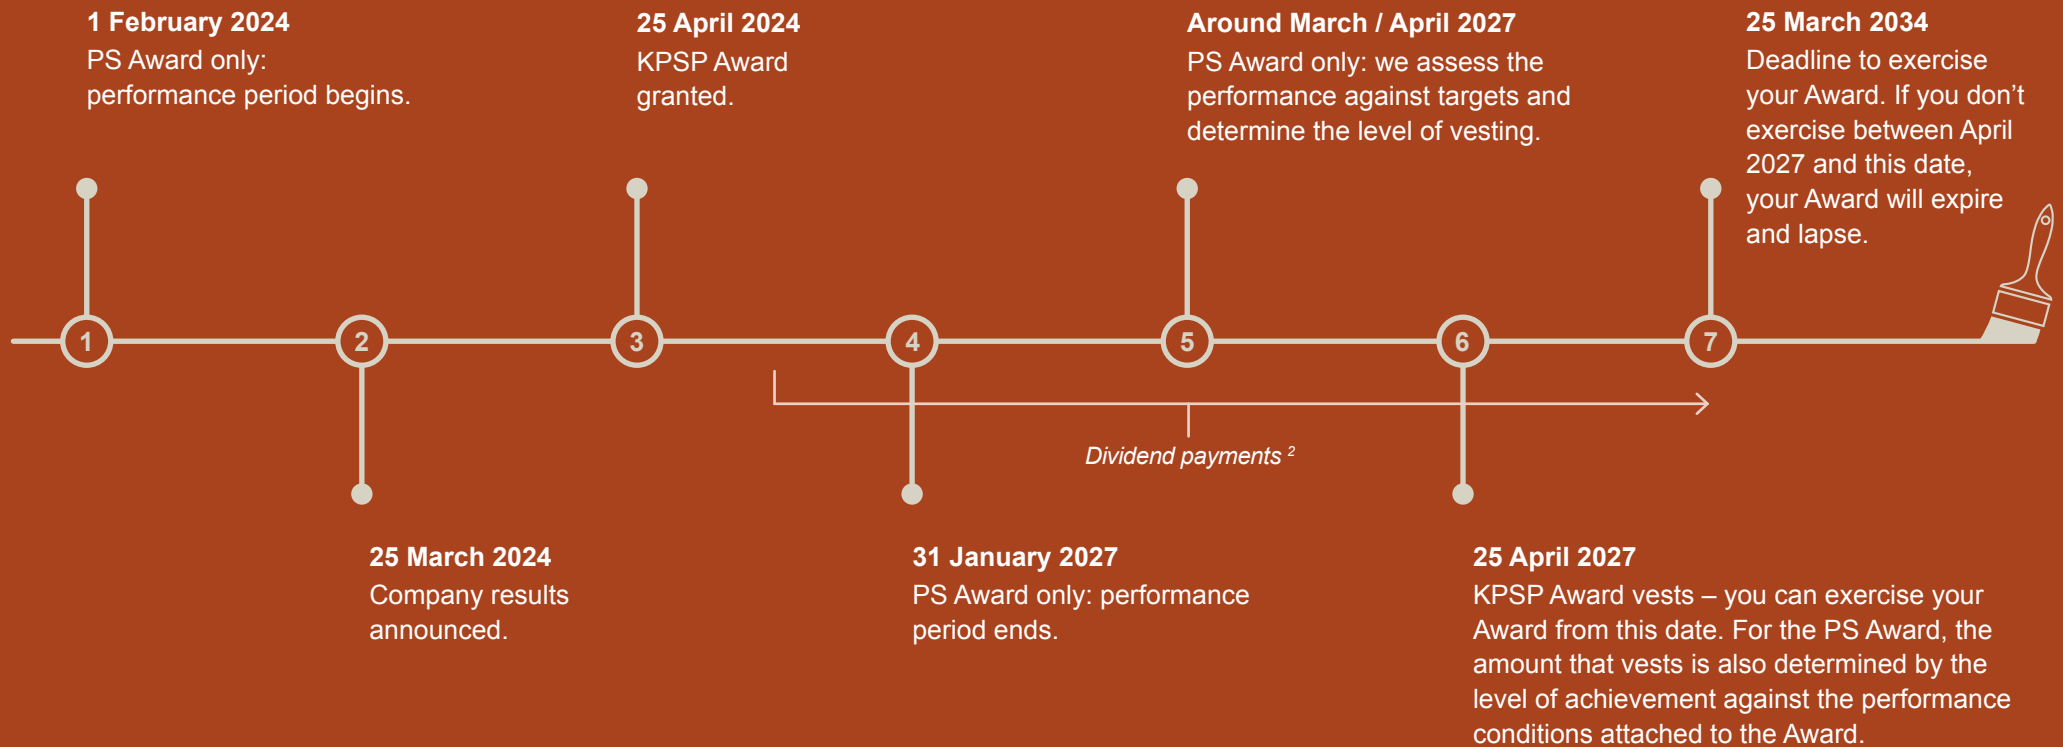 1 February 2024
PS Award only:
performance period begins.
25 April 2024
KPSP Award
granted.
Around March / April 2027
PS Award only: we assess the
performance against targets and
determine the level of vesting.
25 March 2034
Deadline to exercise
your Award. If you don’t
exercise between April
2027 and this date,
your Award will expire
and lapse.
1
2
3
4
5
6
7
Dividend payments 2
25 March 2024
Company results
announced.
31 January 2027
PS Award only: performance
period ends.
25 April 2027
KPSP Award vests – you can exercise your
Award from this date. For the PS Award, the
amount that vests is also determined by the
level of achievement against the performance
conditions attached to the Award.